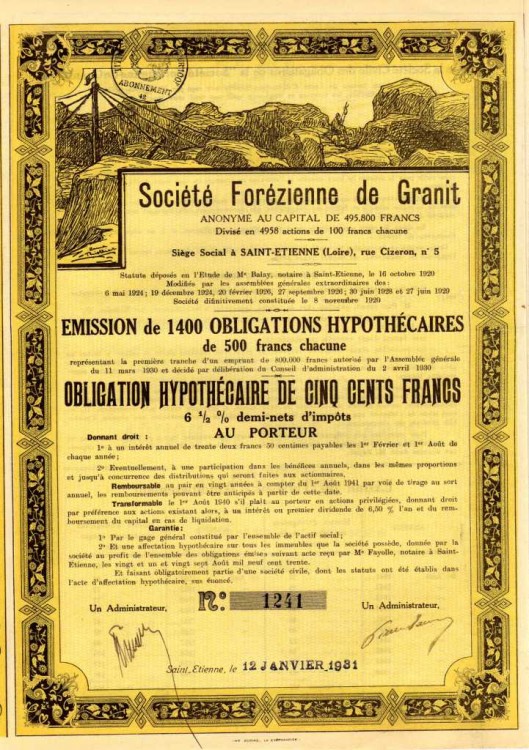 ABONNEMENT
Société Forézienne de Granit
ANONYME AU CAPITAL DE 495.800 FRANCS
Divisé en 4958 actions de 100 francs chacune
Siège Social à SAINT-ETIENNE (Loire), rue Cizeron, n° 5
Statuts déposés en l'Etude de Me Balay, notaire à Saint-Etienne, le 16 octobre 1920
Modifiés par les assemblées générales extraordinaires des:
6 mai 1924; 19 décembre 1924, 20 février 1926, 27 septembre 1926; 30 juin 1928 et 27 juin 1929
Société difinitivement constituée le 8 novembre 1920
EMISSION de 1400 OBLIGATIONS HYPOTHÉCAIRES
de 500 francs chacune
représentant la première tranche d'un emprunt de 800.000 francs autorisé par l'Assemblée générale
du 11 mars 1930 et décidé par délibération du Conseil d'administration du 2 avril 1930
OBLIGATION HYPOTHÉCAIRE DE CINQ CENTS FRANCS
6 1/2 % demi-nets d'impôts
AU PORTEUR
Donnant droit :
1° à un intérêt annuel de trente deux francs 50 centimes payables les 1er Février et 1er Août de
chaque année;
2° Eventuellement, à une participation dans les bénéfices annuels, dans les mêmes proportions
et jusqu'à concurrence des distributions qui seront faites aux actionnaires,
Remboursable au pair en vingt années à compter du 1er Août 1941 par voie de tirage au sort
annuel, les remboursements pouvant être anticipés à partir de cette date.
Transformable le 1er Août 1940 s'il plait au porteur en actions privilégiées, donnant droit
par préférence aux actions existant alors, à un intérêt ou premier dividende de 6,50 % l'an et du rem-
boursement du capital en cas de liquidation.
Garantie:
1° Par le gage général constitué par l'ensemble de l'actif social;
2° Et une affectation hypothécaire sur tous les immeubles que la société possède, donnée par la
société au profit de l'ensemble des obligations émises suivant acte reçu par Me Fayolle, notaire à Saint-
Etienne, les vingt et un et vingt sept Août mil neuf cent trente.
Et faisant obligatoirement partie d'une société civile, dont les statuts ont été établis dans
l'acte d'affectation hypothécaire, sus énoncé.
Un Administrateur,
N°: 1241
Un Administrateur,
Saint-Etienne, le 12 JANVIER 1931